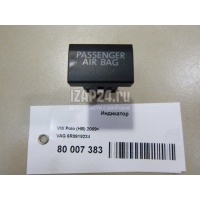 PASSENGER
AIR BAG
IZAP24.ru
Индикатор
VW Polo (HB) 2009>
VAG 6R0919234
80 007 383